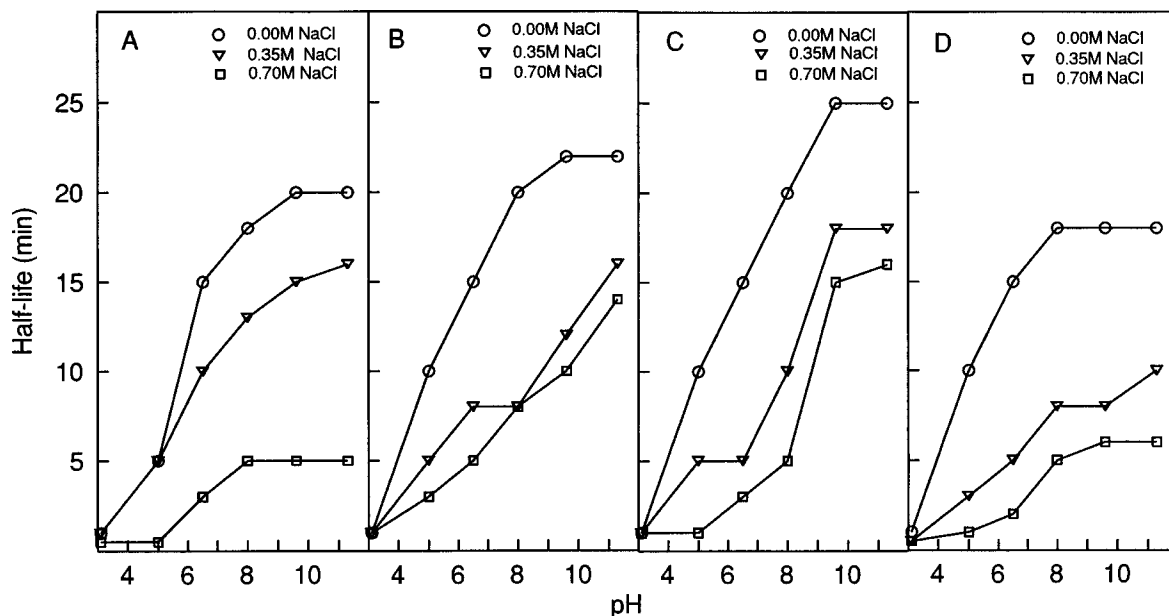 A
0.00M NaCl
0.35M NaCl
0.70M NaCl
B
0.00M NaCl
0.35M NaCl
0.70M NaCl
C
0.00M NaCl
0.35M NaCl
0.70M NaCl
D
0.00M NaCl
0.35M NaCl
0.70M NaCl
Half-life (min)
25
20
15
10
5
4 6 8 10 4 6 8 10 4 6 8 10 4 6 8 10
pH